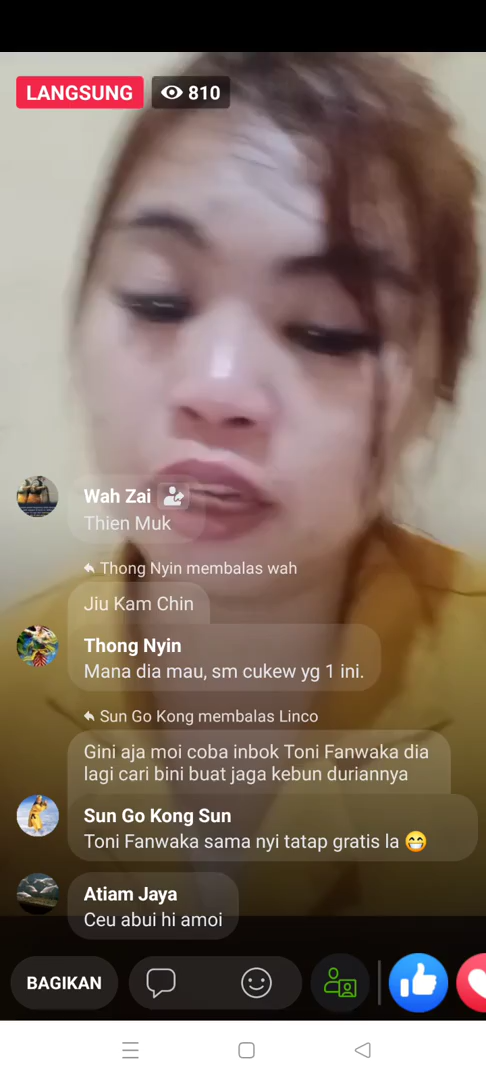 LANGSUNG 810
Wah Zai
Thien Muk
Thong Nyin membalas wah
Jiu Kam Chin
Thong Nyin
Mana dia mau, sm cukew yg 1 ini.
Sun Go Kong membalas Linco
Gini aja moi coba inbok Toni Fanwaka dia
lagi cari bini buat jaga kebun duriannya
Sun Go Kong Sun
Toni Fanwaka sama nyi tatap gratis la 😁
Atiam Jaya
Ceu abui hi amoi
BAGIKAN